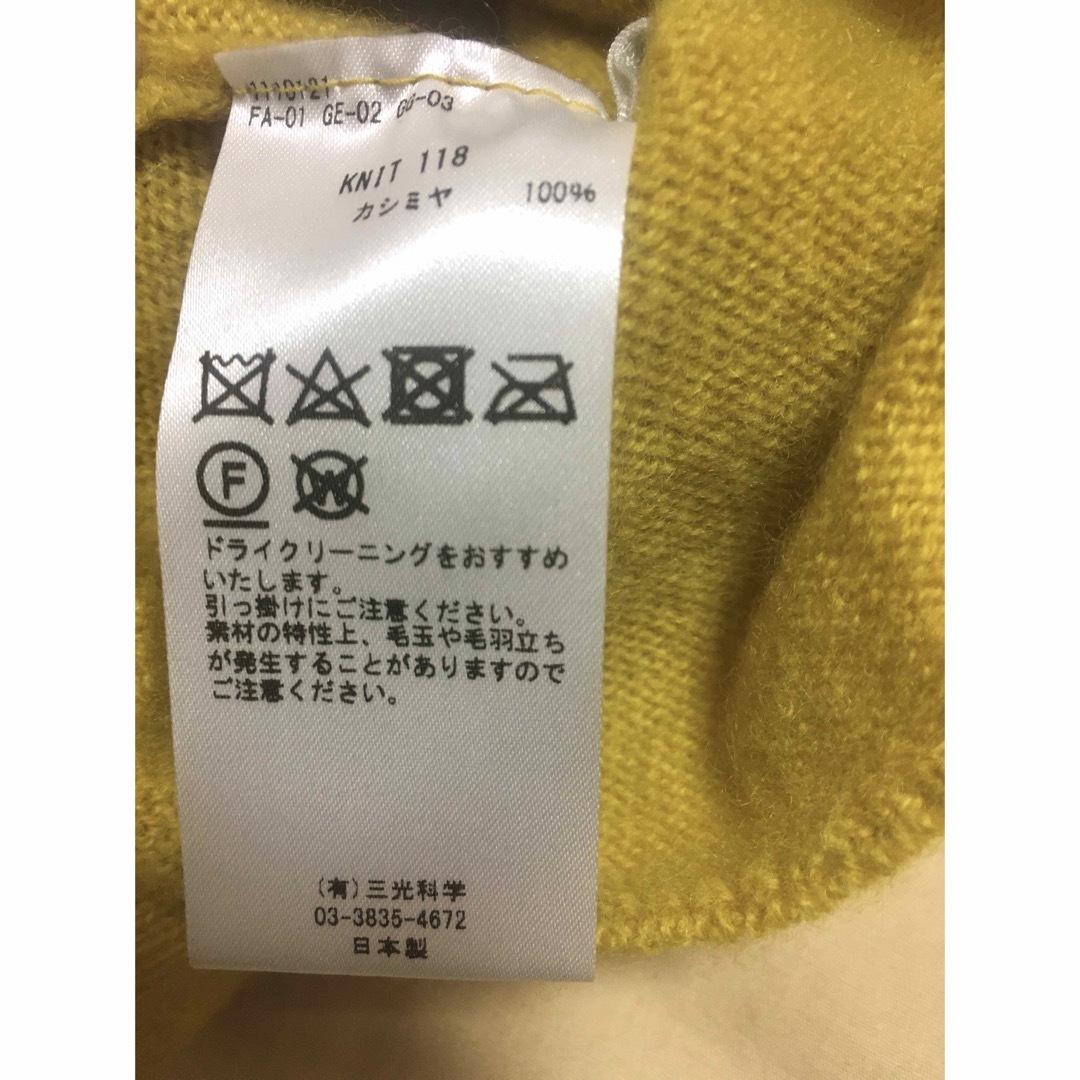 1110121
FA-01 GE-02 GG-03
KNIT 118
カシミヤ 100%
F
W
ドライクリーニングをおすすめ
いたします。
引っ掛けにご注意ください。
素材の特性上、毛玉や毛羽立ち
が発生することがありますので
ご注意ください。
(有)三光科学
03-3835-4672
日本製